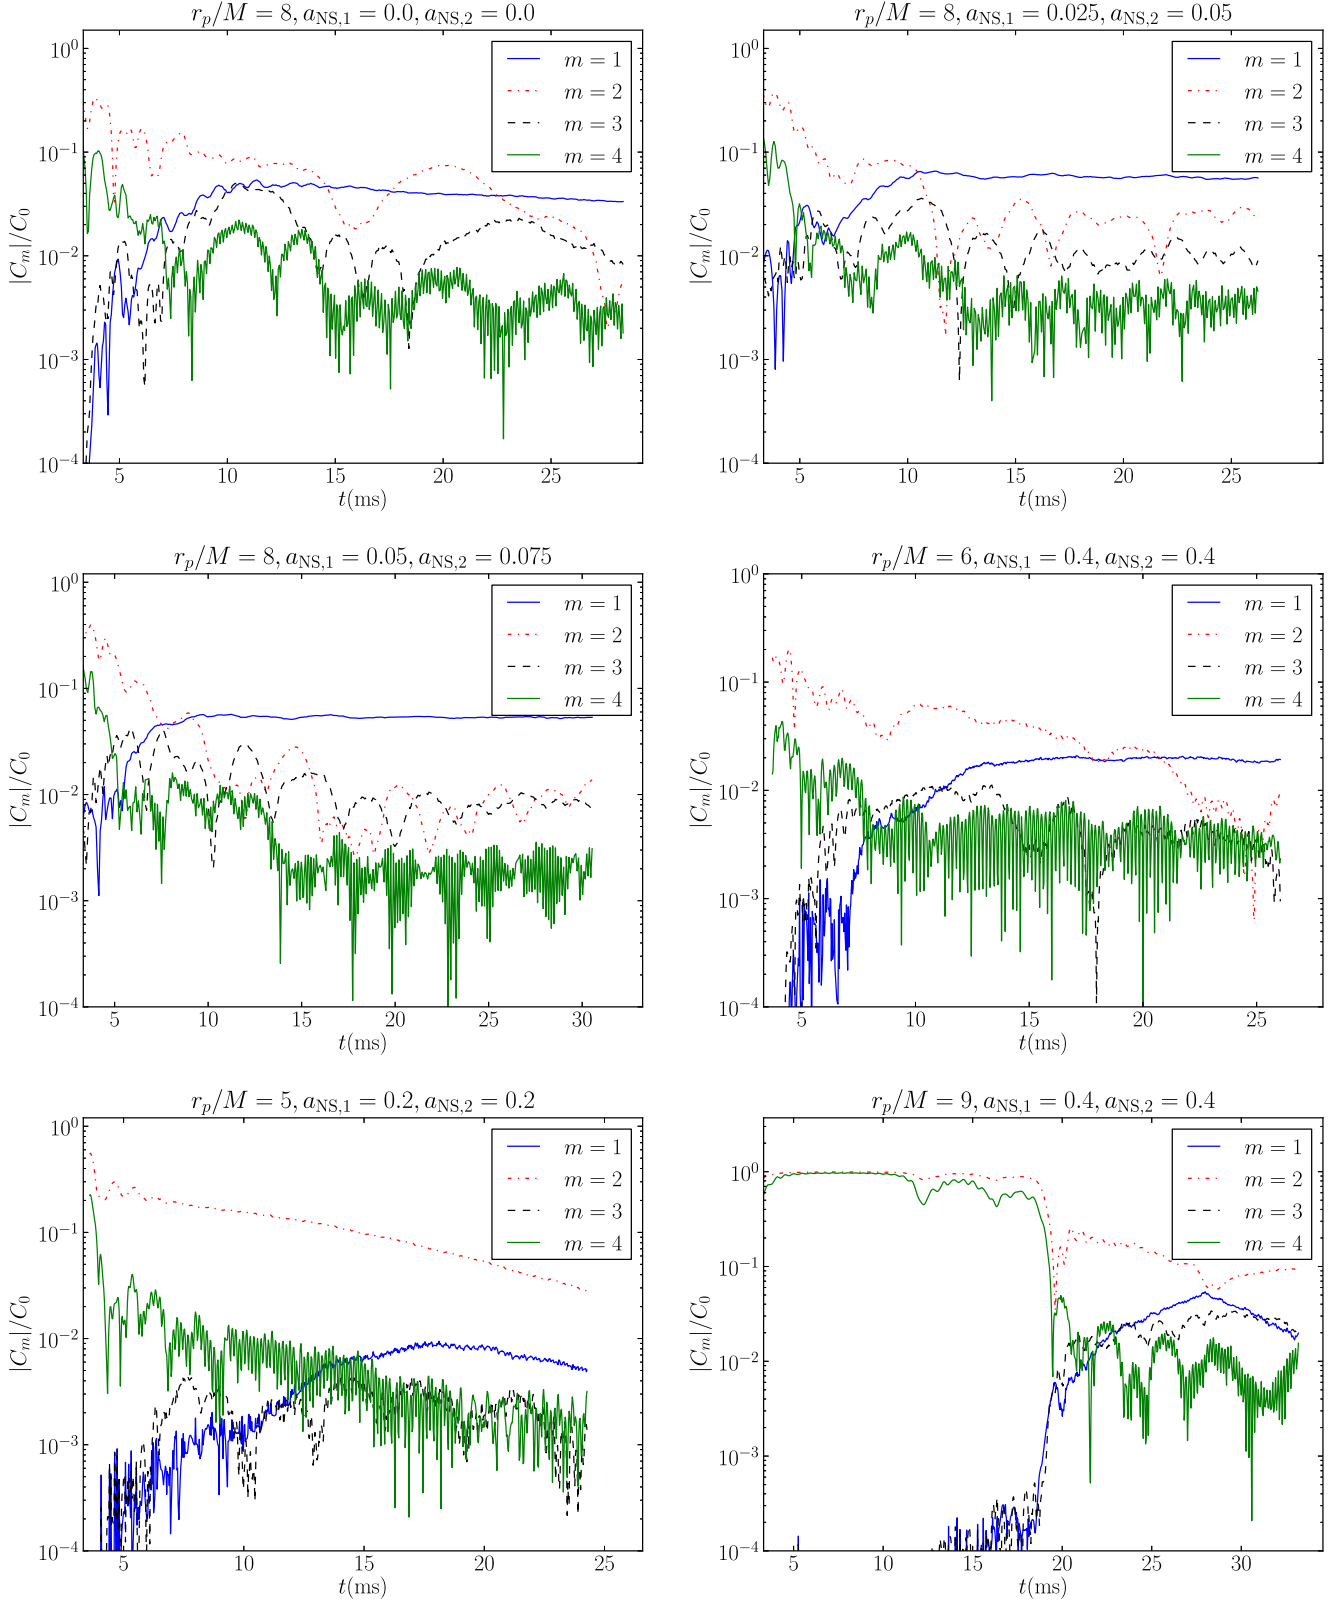 r_p/M = 8, a_NS,1 = 0.0, a_NS,2 = 0.0
|C_m|/C_0
10^0
10^−1
10^−2
10^−3
10^−4
m = 1
m = 2
m = 3
m = 4
5 10 15 20 25
t(ms)
r_p/M = 8, a_NS,1 = 0.025, a_NS,2 = 0.05
|C_m|/C_0
10^0
10^−1
10^−2
10^−3
10^−4
m = 1
m = 2
m = 3
m = 4
5 10 15 20 25
t(ms)
r_p/M = 8, a_NS,1 = 0.05, a_NS,2 = 0.075
|C_m|/C_0
10^0
10^−1
10^−2
10^−3
10^−4
m = 1
m = 2
m = 3
m = 4
5 10 15 20 25 30
t(ms)
r_p/M = 6, a_NS,1 = 0.4, a_NS,2 = 0.4
|C_m|/C_0
10^0
10^−1
10^−2
10^−3
10^−4
m = 1
m = 2
m = 3
m = 4
5 10 15 20 25
t(ms)
r_p/M = 5, a_NS,1 = 0.2, a_NS,2 = 0.2
|C_m|/C_0
10^0
10^−1
10^−2
10^−3
10^−4
m = 1
m = 2
m = 3
m = 4
5 10 15 20 25
t(ms)
r_p/M = 9, a_NS,1 = 0.4, a_NS,2 = 0.4
|C_m|/C_0
10^0
10^−1
10^−2
10^−3
10^−4
m = 1
m = 2
m = 3
m = 4
5 10 15 20 25 30
t(ms)